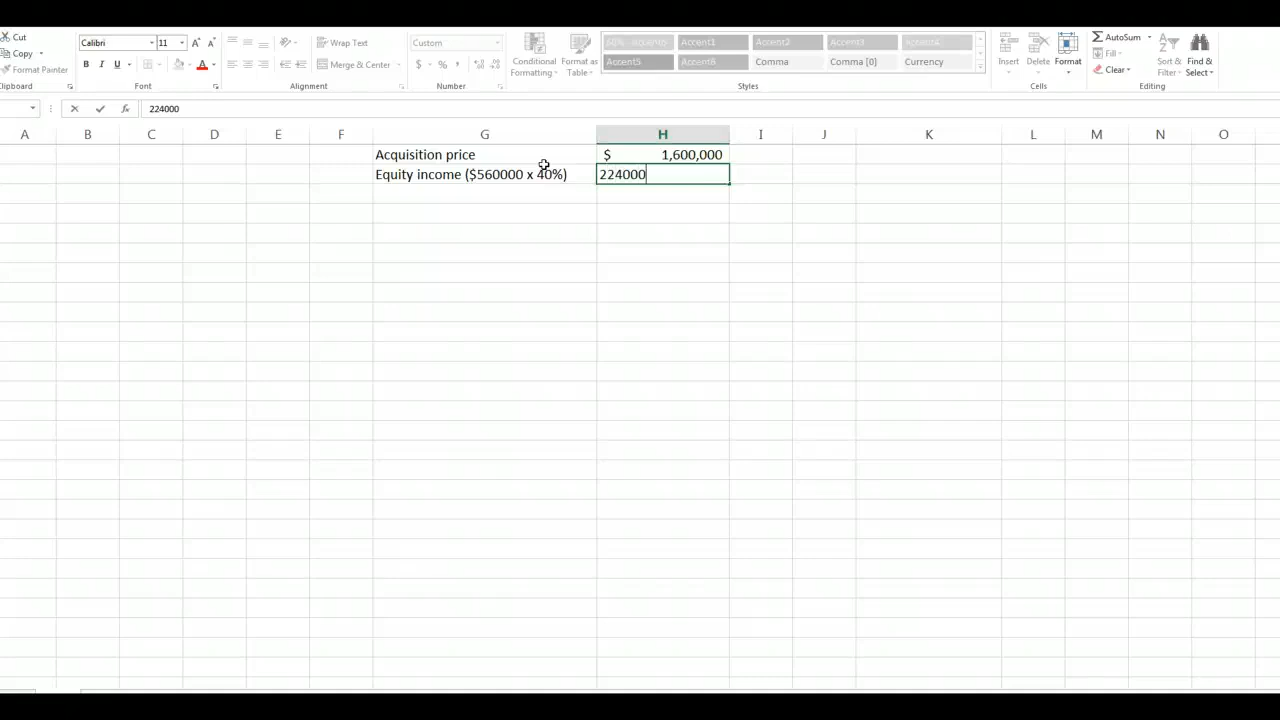 Cut
Copy
Format Painter
Clipboard
Calibri
11
A A
B I U
A
Font
Wrap Text
Merge & Center
Alignment
Custom
$ % ,
Number
Conditional Formatting
Format as Table
Accent1
Accent2
Accent3
Accent4
Accent5
Accent6
Comma
Comma [0]
Currency
Styles
Insert
Delete
Format
Cells
AutoSum
Fill
Clear
Sort & Filter
Find & Select
Editing
fx
224000
A B C D E F G H I J K L M N O
Acquisition price $ 1,600,000
Equity income ($560000 x 40%) 224000